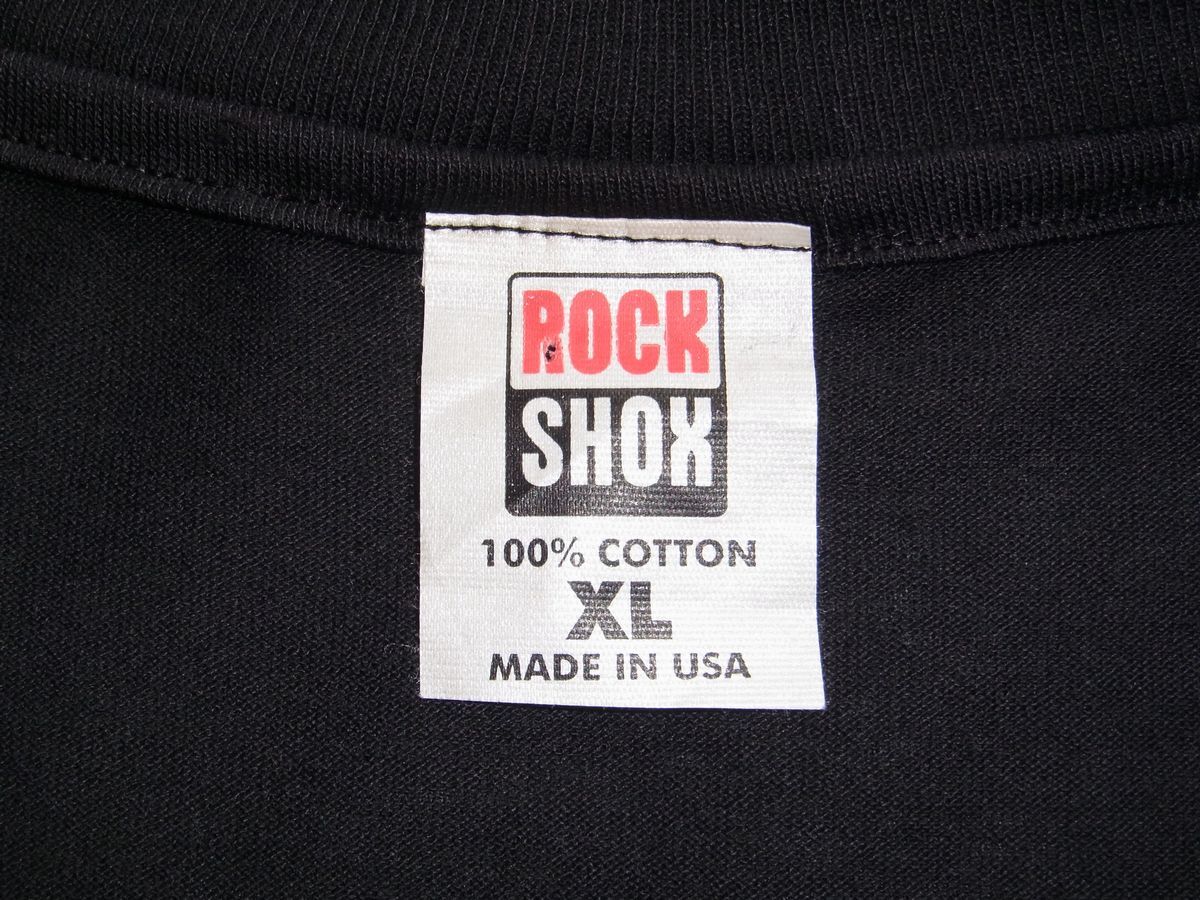 ROCK
SHOX
100% COTTON
XL
MADE IN USA